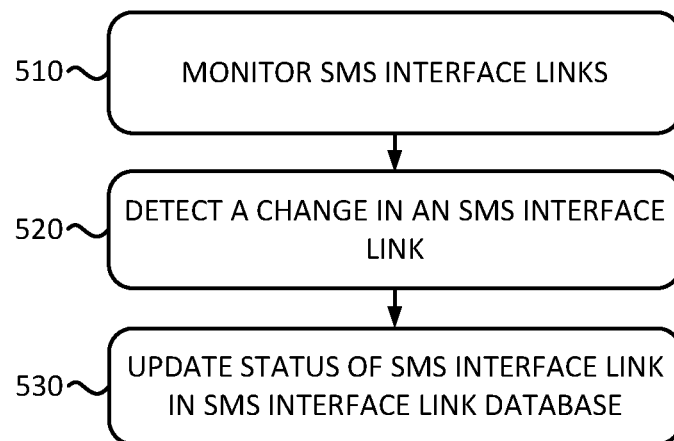 510
MONITOR SMS INTERFACE LINKS
520
DETECT A CHANGE IN AN SMS INTERFACE
LINK
530
UPDATE STATUS OF SMS INTERFACE LINK
IN SMS INTERFACE LINK DATABASE